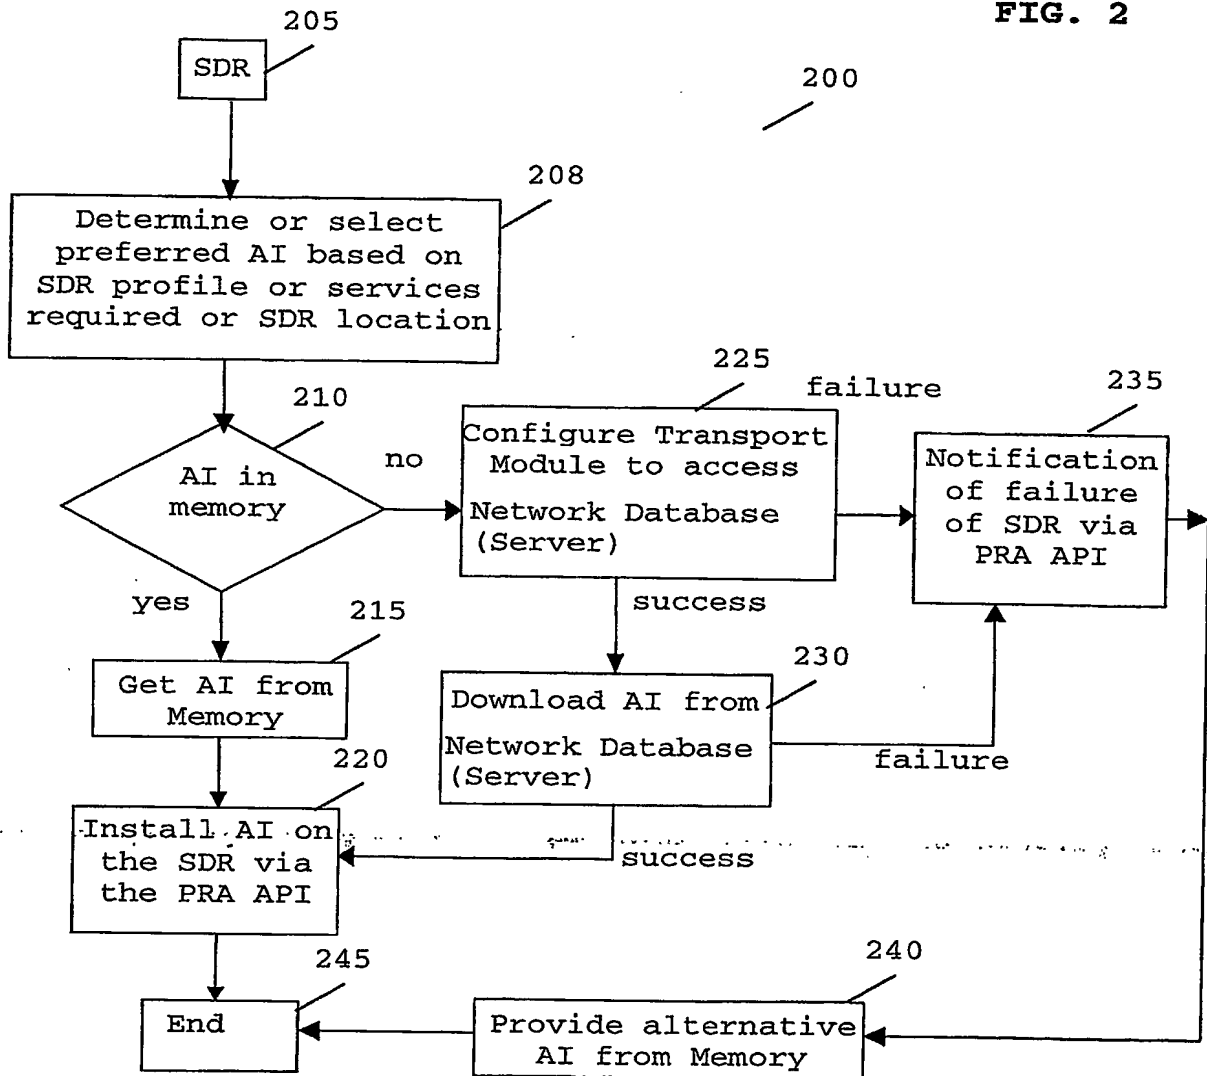 FIG. 2
205
SDR
200
208
Determine or select
preferred AI based on
SDR profile or services
required or SDR location
210
AI in
memory
no
yes
225
failure
Configure Transport
Module to access
Network Database
(Server)
success
235
Notification
of failure
of SDR via
PRA API
215
Get AI from
Memory
230
Download AI from
Network Database
(Server)
failure
success
220
Install AI on
the SDR via
the PRA API
245
End
240
Provide alternative
AI from Memory